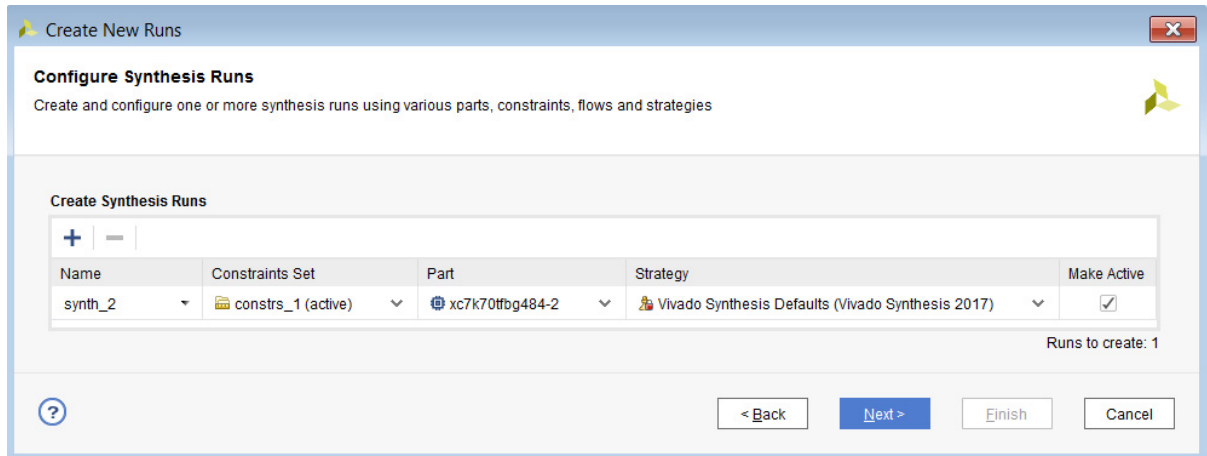 Create New Runs
Configure Synthesis Runs
Create and configure one or more synthesis runs using various parts, constraints, flows and strategies
Create Synthesis Runs
Name Constraints Set Part Strategy Make Active
synth_2 constrs_1 (active) xc7k70tfbg484-2 Vivado Synthesis Defaults (Vivado Synthesis 2017)
Runs to create: 1
? < Back Next > Finish Cancel